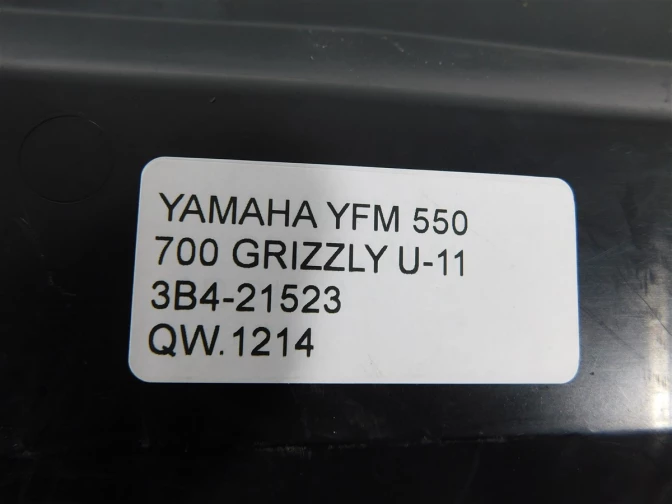 YAMAHA YFM 550
700 GRIZZLY U-11
3B4-21523
QW.1214